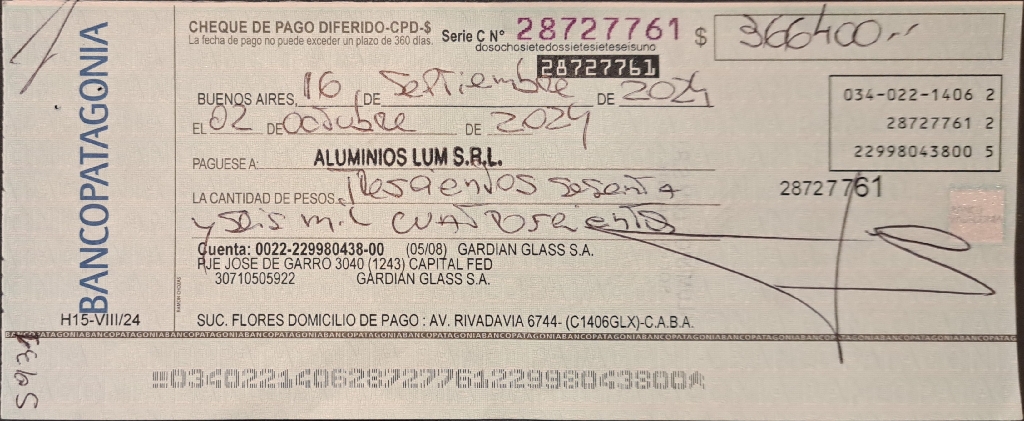 BANCOPATAGONIA
CHEQUE DE PAGO DIFERIDO-CPD-$
La fecha de pago no puede exceder un plazo de 360 días.
Serie C N° 28727761 $ 366400.--
dosochosietedossietesieteseisuno
28727761
BUENOS AIRES, 16 DE Septiembre DE 2024
EL 02 DE Octubre DE 2024
034-022-1406 2
28727761 2
22998043800 5
PAGUESE A: ALUMINIOS LUM S.R.L.
LA CANTIDAD DE PESOS Trescientos sesenta
y seis mil cuatrocientos
28727761
Cuenta: 0022-229980438-00 (05/08) GARDIAN GLASS S.A.
RJE JOSE DE GARRO 3040 (1243) CAPITAL FED
30710505922 GARDIAN GLASS S.A.
H15-VIII/24
SUC. FLORES DOMICILIO DE PAGO : AV. RIVADAVIA 6744- (C1406GLX)-C.A.B.A.
BANCOPATAGONIABANCOPATAGONIABANCOPATAGONIABANCOPATAGONIA
03402214062872776122998043800